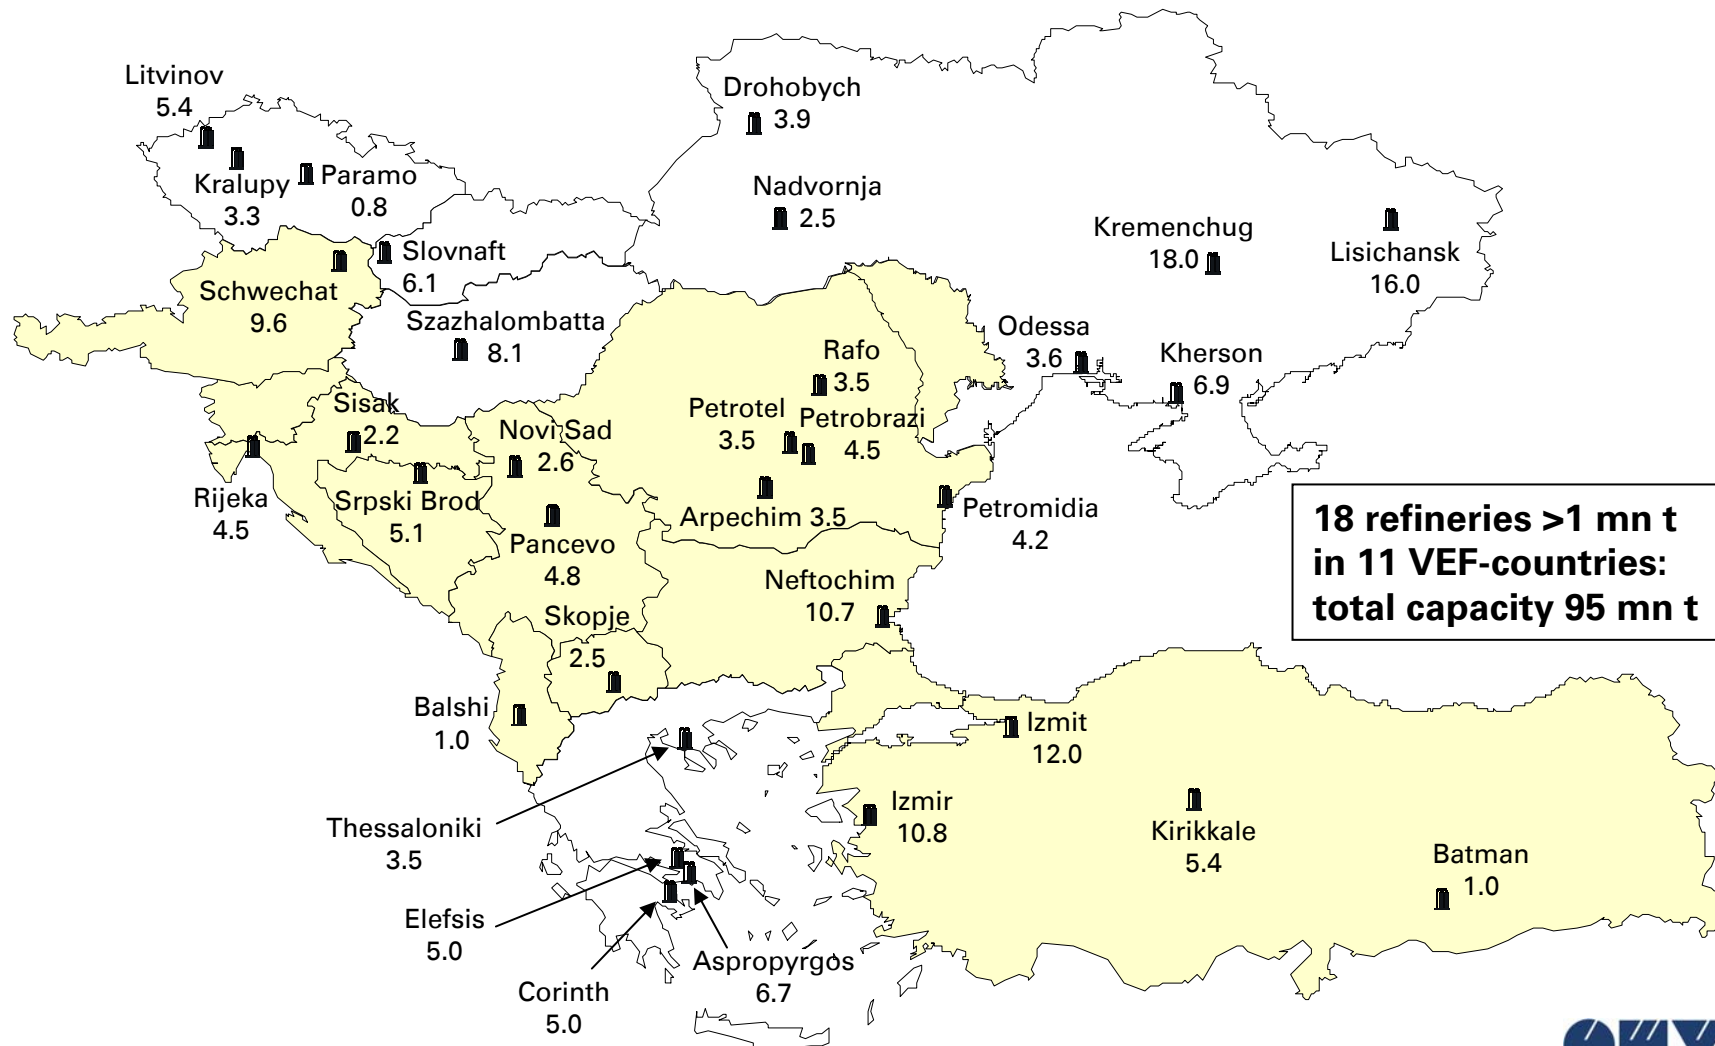 Litvinov
5.4
Kralupy
3.3
Paramo
0.8
Drohobych
3.9
Nadvornja
2.5
Kremenchug
18.0
Lisichansk
16.0
Slovnaft
6.1
Schwechat
9.6
Szazhalombatta
8.1
Odessa
3.6
Kherson
6.9
Rafo
3.5
Petrotel
3.5
Petrobrazi
4.5
Sisak
2.2
Novi Sad
2.6
Rijeka
4.5
Srpski Brod
5.1
Arpechim 3.5
Petromidia
4.2
Pancevo
4.8
Neftochim
10.7
18 refineries >1 mn t
in 11 VEF-countries:
total capacity 95 mn t
Skopje
2.5
Balshi
1.0
Izmit
12.0
Thessaloniki
3.5
Izmir
10.8
Kirikkale
5.4
Batman
1.0
Elefsis
5.0
Aspropyrgos
6.7
Corinth
5.0